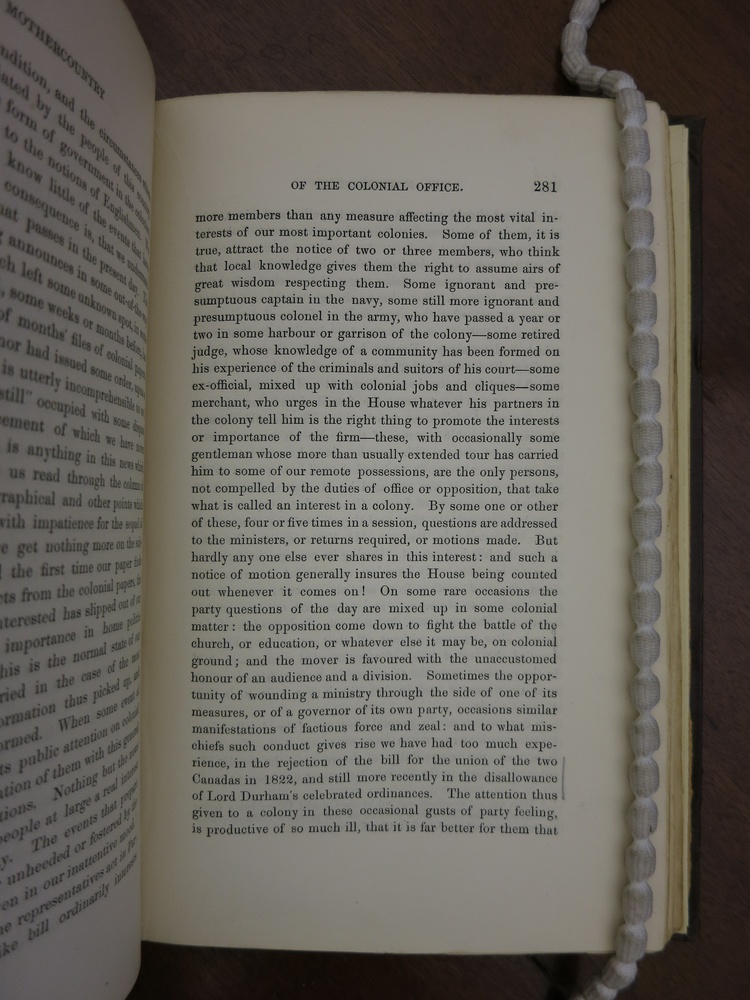 MOTHERCOUNTRY
ndition, and the circumstances
ated by the people of this
form of government in the
to the notions of Englishmen.
know little of the events that
consequence is, that we
hat passes in the present day.
announces in some out-of-the-
ch left some unknown spot, in
, some weeks or months before,
of months' files of colonial
nor had issued some order,
is utterly incomprehensible to
still" occupied with some
cement of which we have
is anything in this news which
us read through the columns
raphical and other points which
with impatience for the sequel
e get nothing more on the
the first time our paper
cts from the colonial papers,
nterested has slipped out of
importance in home
his is the normal state of
ried in the case of the
ormation thus picked up,
ormed. When some
ts public attention on
ation of them with this
tions. Nothing but the
people at large a real
y. The events that
unheeded or fostered by
en in our inattentive
e representatives act in
ike bill ordinarily interests
OF THE COLONIAL OFFICE. 281
more members than any measure affecting the most vital in-
terests of our most important colonies. Some of them, it is
true, attract the notice of two or three members, who think
that local knowledge gives them the right to assume airs of
great wisdom respecting them. Some ignorant and pre-
sumptuous captain in the navy, some still more ignorant and
presumptuous colonel in the army, who have passed a year or
two in some harbour or garrison of the colony—some retired
judge, whose knowledge of a community has been formed on
his experience of the criminals and suitors of his court—some
ex-official, mixed up with colonial jobs and cliques—some
merchant, who urges in the House whatever his partners in
the colony tell him is the right thing to promote the interests
or importance of the firm—these, with occasionally some
gentleman whose more than usually extended tour has carried
him to some of our remote possessions, are the only persons,
not compelled by the duties of office or opposition, that take
what is called an interest in a colony. By some one or other
of these, four or five times in a session, questions are addressed
to the ministers, or returns required, or motions made. But
hardly any one else ever shares in this interest: and such a
notice of motion generally insures the House being counted
out whenever it comes on! On some rare occasions the
party questions of the day are mixed up in some colonial
matter: the opposition come down to fight the battle of the
church, or education, or whatever else it may be, on colonial
ground; and the mover is favoured with the unaccustomed
honour of an audience and a division. Sometimes the oppor-
tunity of wounding a ministry through the side of one of its
measures, or of a governor of its own party, occasions similar
manifestations of factious force and zeal: and to what mis-
chiefs such conduct gives rise we have had too much expe-
rience, in the rejection of the bill for the union of the two
Canadas in 1822, and still more recently in the disallowance
of Lord Durham's celebrated ordinances. The attention thus
given to a colony in these occasional gusts of party feeling,
is productive of so much ill, that it is far better for them that